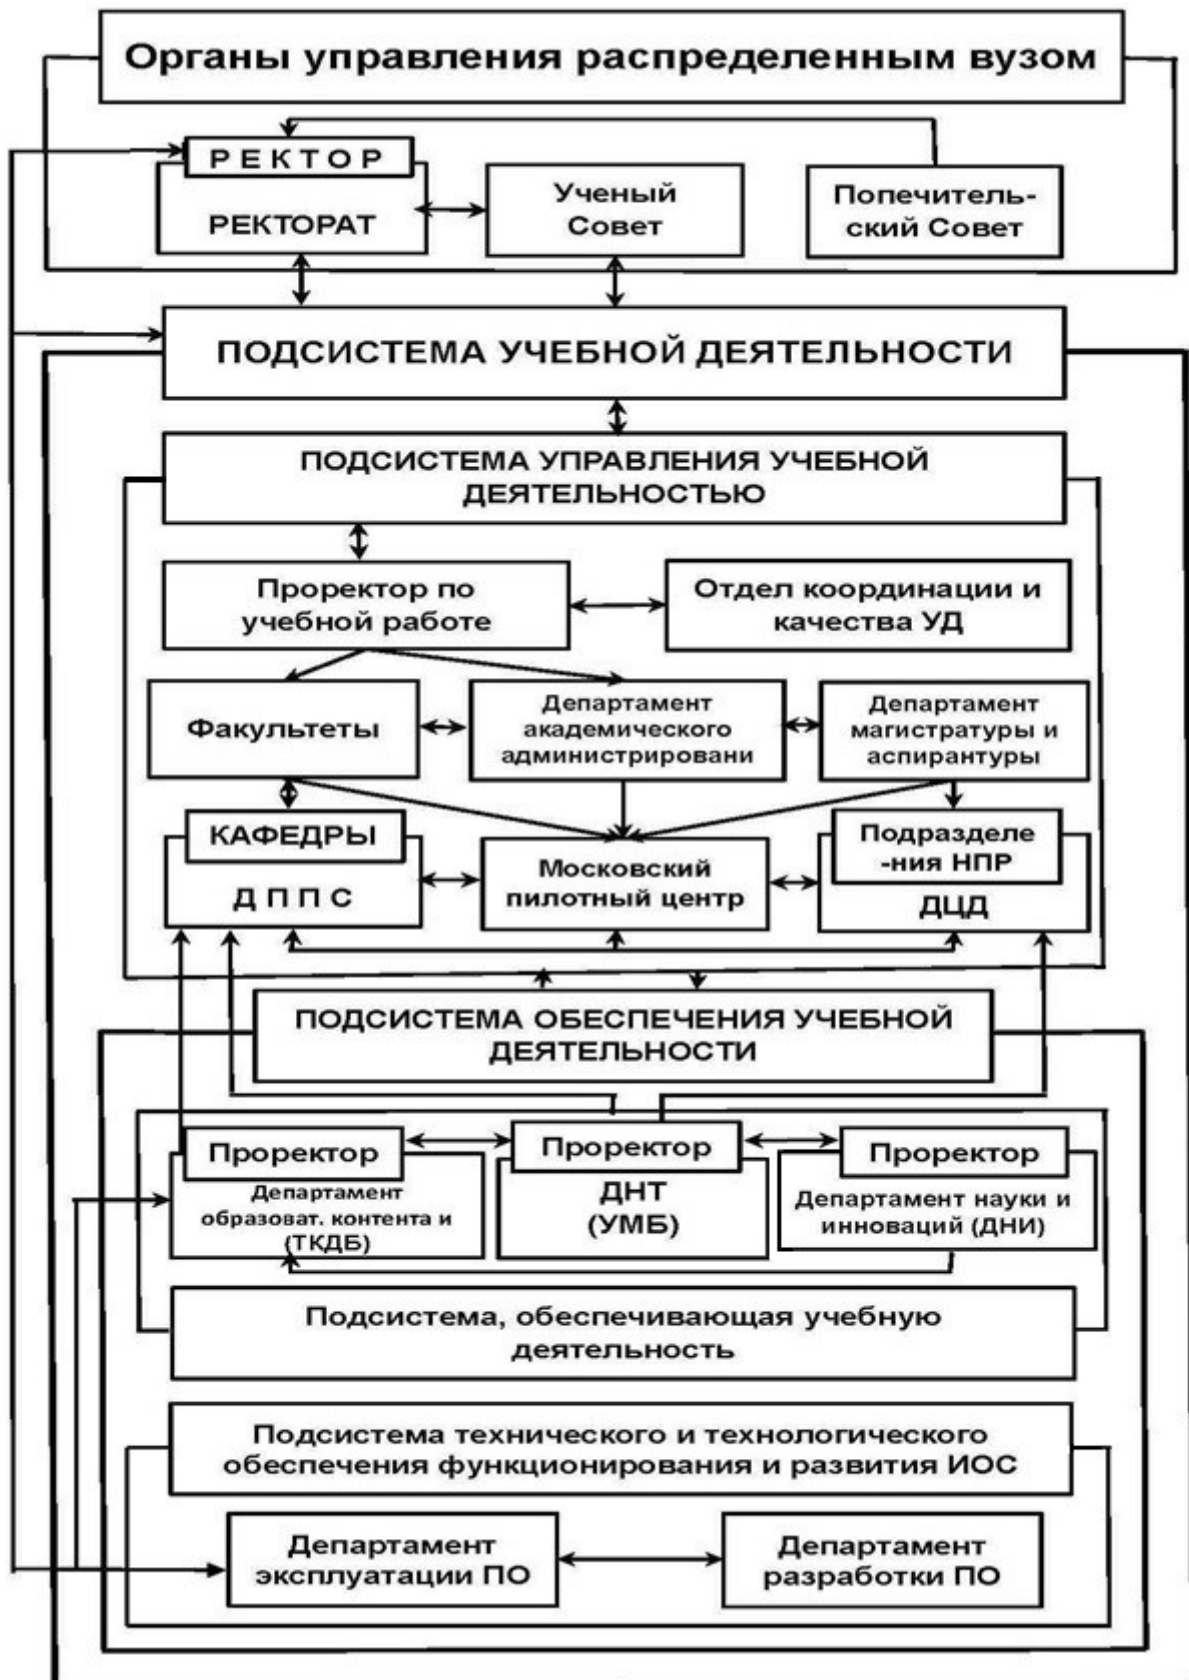 Органы управления распределенным вузом
Р Е К Т О Р
РЕКТОРАТ
Ученый
Совет
Попечитель-
ский Совет
ПОДСИСТЕМА УЧЕБНОЙ ДЕЯТЕЛЬНОСТИ
ПОДСИСТЕМА УПРАВЛЕНИЯ УЧЕБНОЙ
ДЕЯТЕЛЬНОСТЬЮ
Проректор по
учебной работе
Отдел координации и
качества УД
Факультеты
Департамент
академического
администрировани
Департамент
магистратуры и
аспирантуры
КАФЕДРЫ
Д П П С
Московский
пилотный центр
Подразделе
-ния НПР
ДЦД
ПОДСИСТЕМА ОБЕСПЕЧЕНИЯ УЧЕБНОЙ
ДЕЯТЕЛЬНОСТИ
Проректор
Департамент
образоват. контента и
(ТКДБ)
Проректор
ДНТ
(УМБ)
Проректор
Департамент науки и
инноваций (ДНИ)
Подсистема, обеспечивающая учебную
деятельность
Подсистема технического и технологического
обеспечения функционирования и развития ИОС
Департамент
эксплуатации ПО
Департамент
разработки ПО